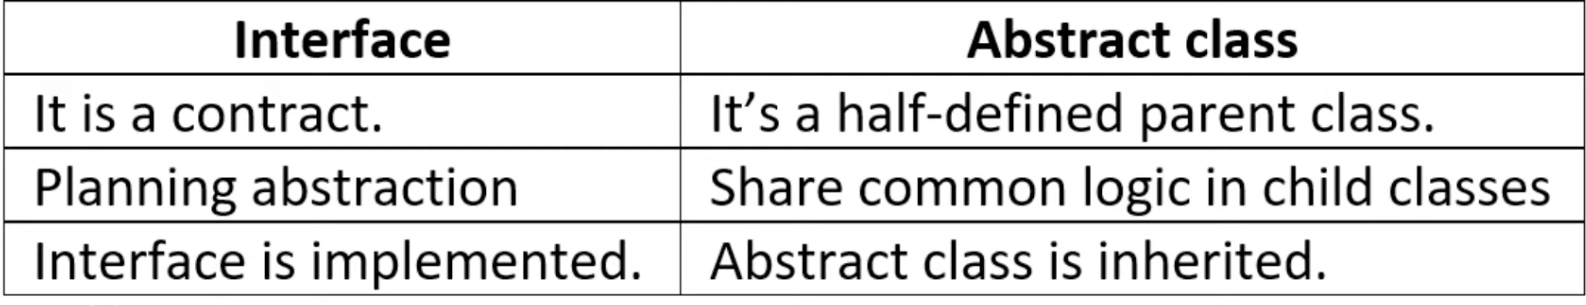 Interface
Abstract class
It is a contract.
It’s a half-defined parent class.
Planning abstraction
Share common logic in child classes
Interface is implemented.
Abstract class is inherited.